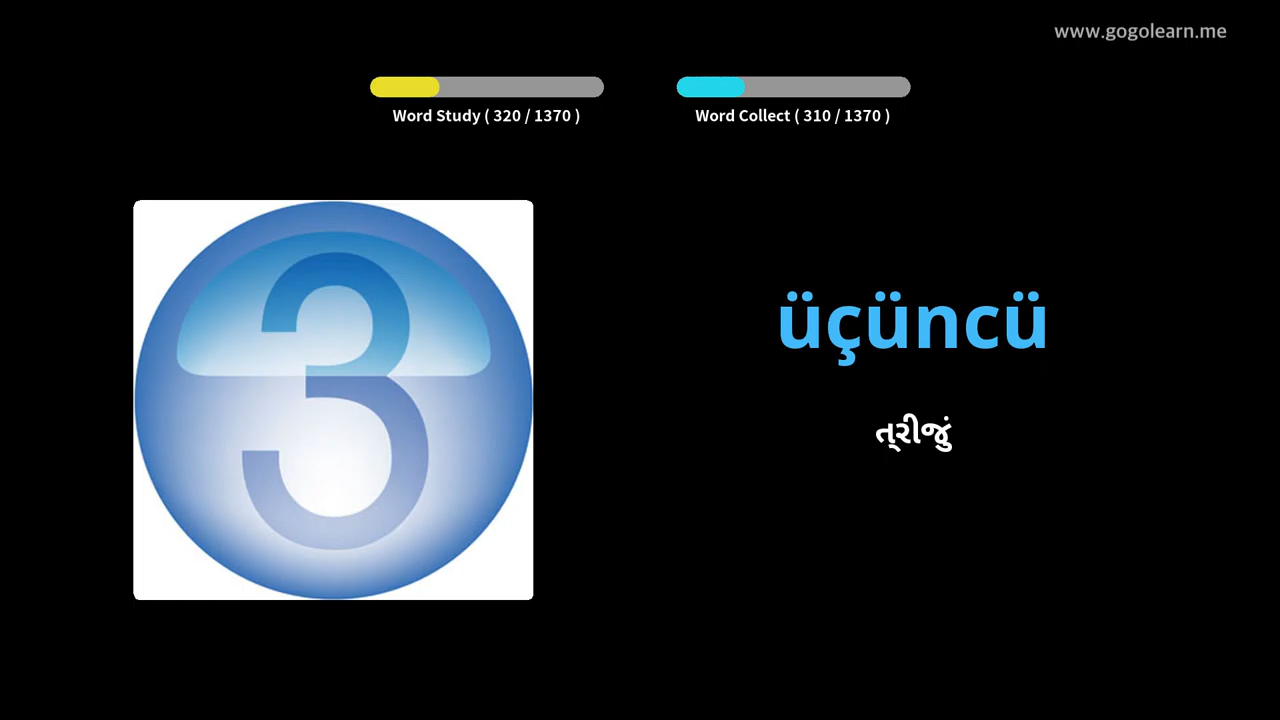 www.gogolearn.me
Word Study ( 320 / 1370 )
Word Collect ( 310 / 1370 )
3
üçüncü
ત્રીજું